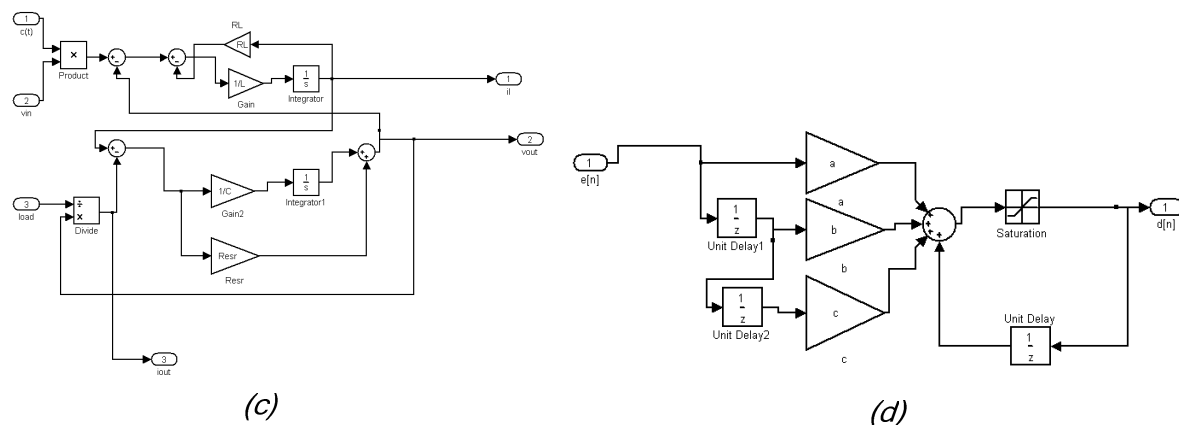 1
c(t)
2
vin
×
Product
RL
RL
1/L
Gain
1
s
Integrator
1
il
2
vout
3
load
÷
×
Divide
1/C
Gain2
1
s
Integrator1
Resr
Resr
3
iout
(c)
1
e[n]
a
a
1
z
Unit Delay1
b
b
1
z
Unit Delay2
c
c
Saturation
1
d[n]
Unit Delay
1
z
(d)